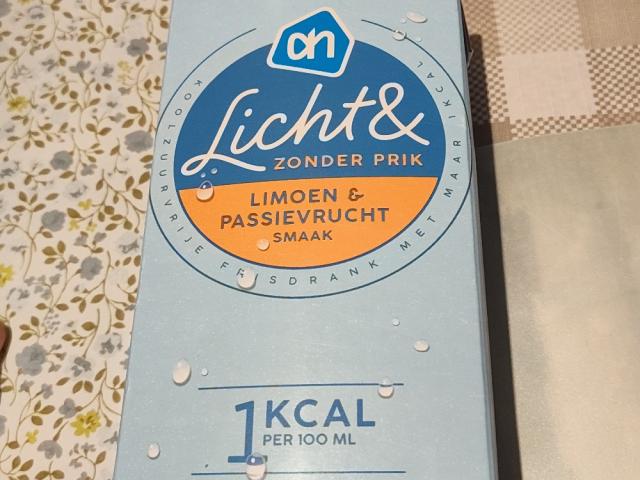 ah
Licht&
ZONDER PRIK
LIMOEN &
PASSIEVRUCHT
SMAAK
KOOLZUURVRIJE FRISDRANK MET MAAR 1KCAL
1 KCAL
PER 100 ML